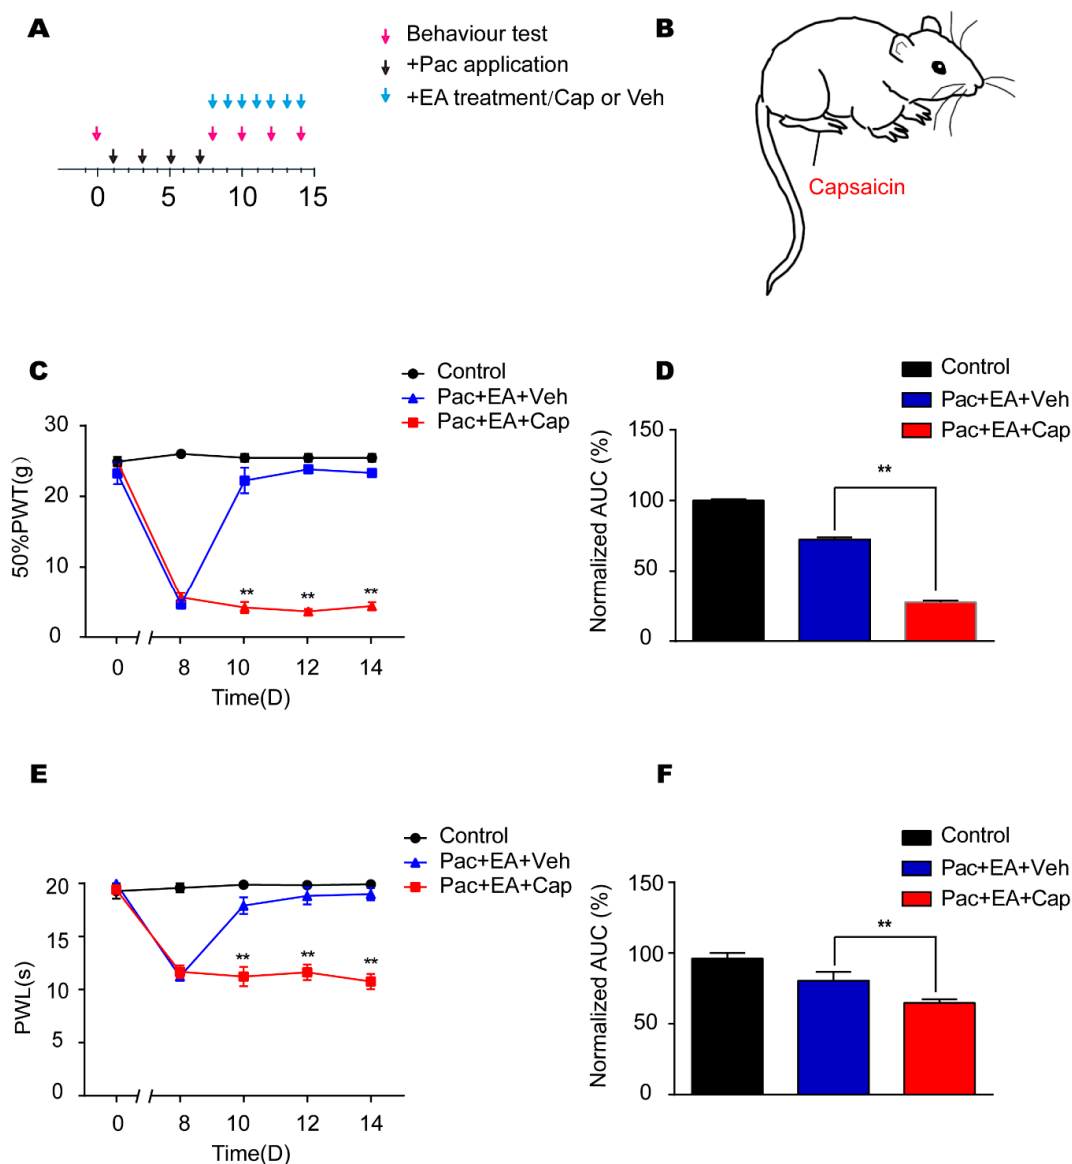 A
Behaviour test
+Pac application
+EA treatment/Cap or Veh
0 5 10 15
B
Capsaicin
C
Control
Pac+EA+Veh
Pac+EA+Cap
50%PWT(g)
30
20
10
0
** ** **
0 8 10 12 14
Time(D)
D
Control
Pac+EA+Veh
Pac+EA+Cap
Normalized AUC (%)
150
100
50
0
**
E
Control
Pac+EA+Veh
Pac+EA+Cap
PWL(s)
20
15
10
5
0
** ** **
0 8 10 12 14
Time(D)
F
Control
Pac+EA+Veh
Pac+EA+Cap
Normalized AUC (%)
150
100
50
0
**